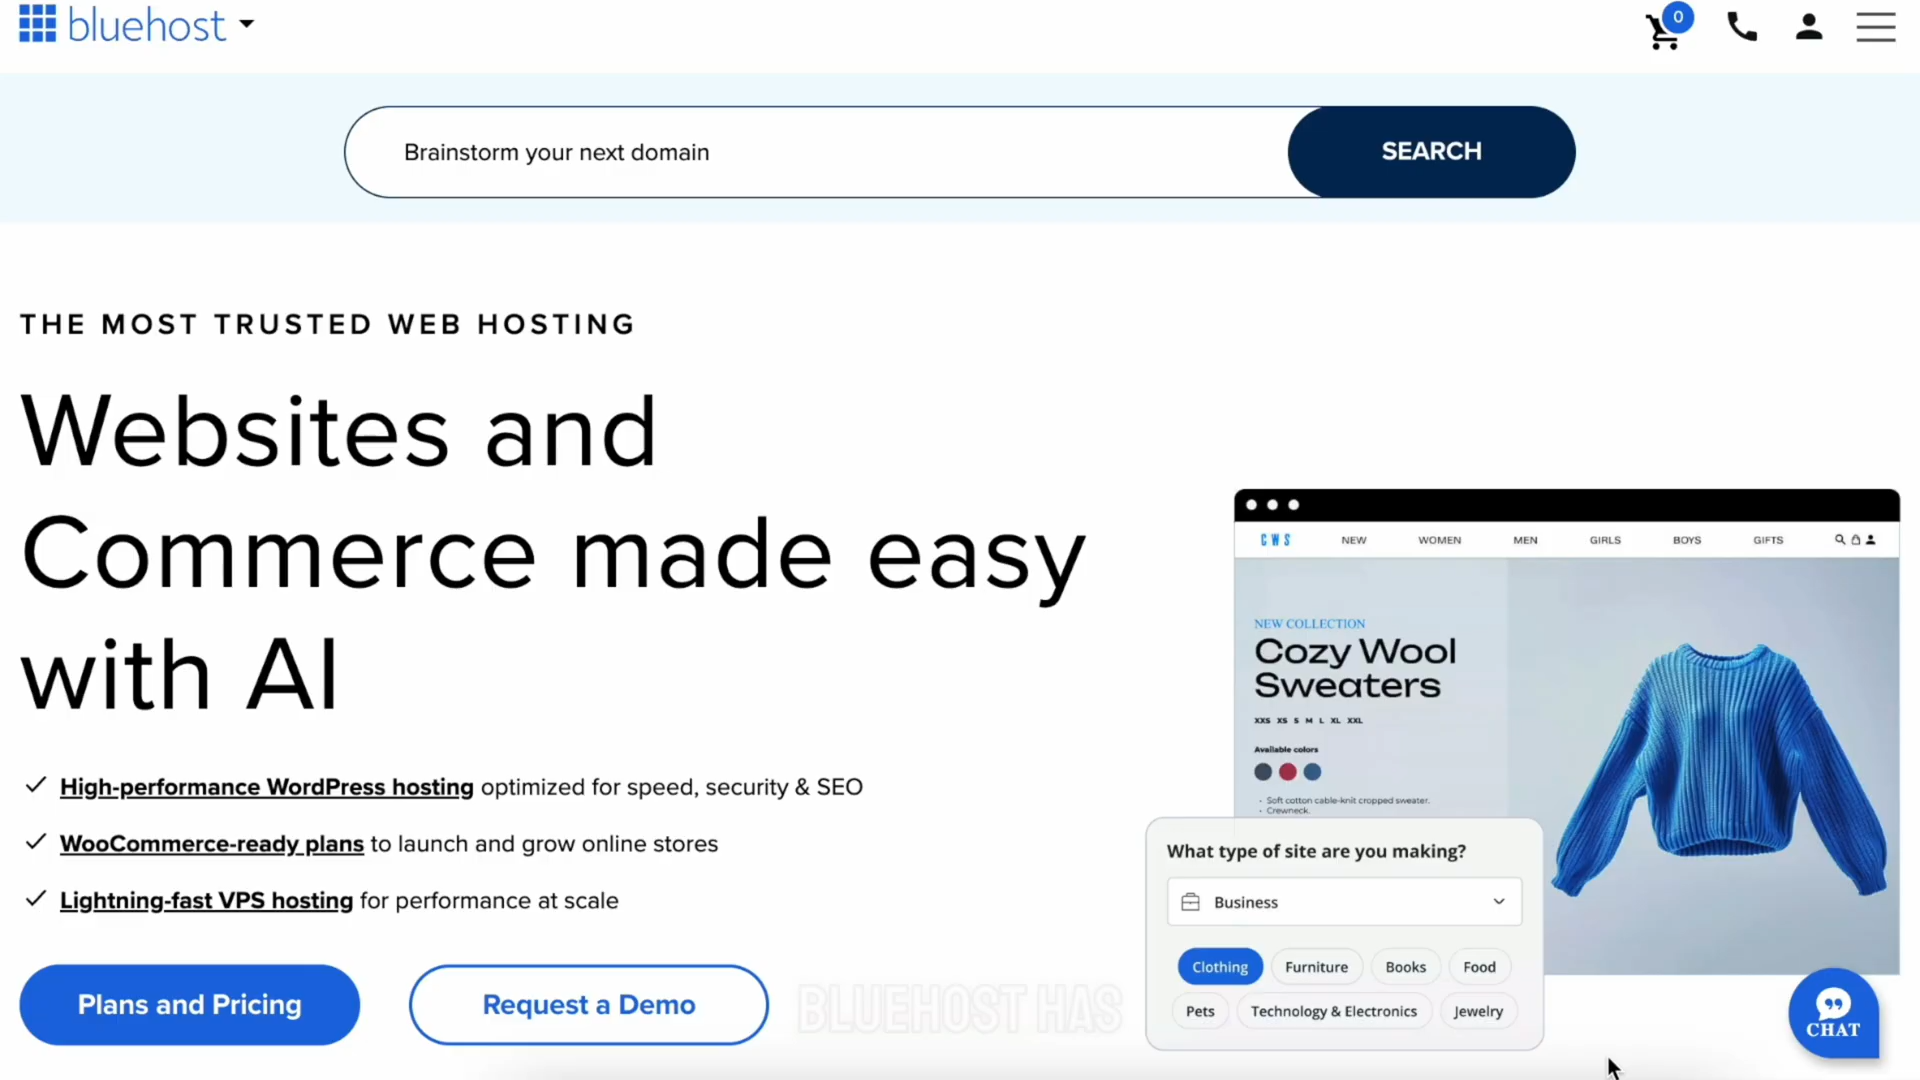 bluehost
0
Brainstorm your next domain
SEARCH
THE MOST TRUSTED WEB HOSTING
Websites and
Commerce made easy
with AI
High-performance WordPress hosting optimized for speed, security & SEO
WooCommerce-ready plans to launch and grow online stores
Lightning-fast VPS hosting for performance at scale
Plans and Pricing
Request a Demo
BLUEHOST HAS
CWS
NEW WOMEN MEN GIRLS BOYS GIFTS
NEW COLLECTION
Cozy Wool
Sweaters
XXS XS S M L XL XXL
Available colors
• Soft cotton cable-knit cropped sweater.
• Crewneck.
What type of site are you making?
Business
Clothing Furniture Books Food
Pets Technology & Electronics Jewelry
CHAT